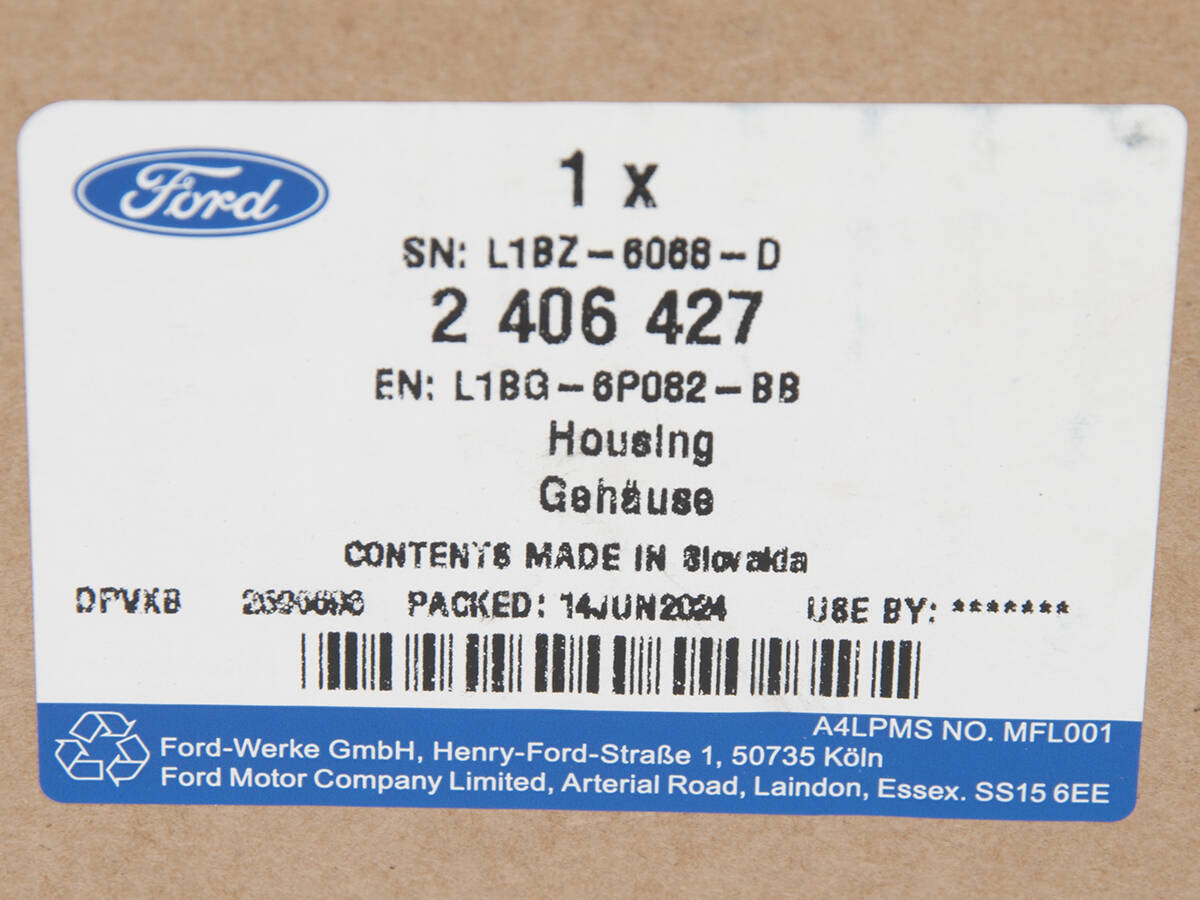 Ford
1 x
SN: L1BZ-6068-D
2 406 427
EN: L1BG-6P082-BB
Housing
Gehäuse
CONTENTS MADE IN Slovakia
DPVXB PACKED: 14JUN2024 USE BY: *******
A4LPMS NO. MFL001
Ford-Werke GmbH, Henry-Ford-Straße 1, 50735 Köln
Ford Motor Company Limited, Arterial Road, Laindon, Essex. SS15 6EE